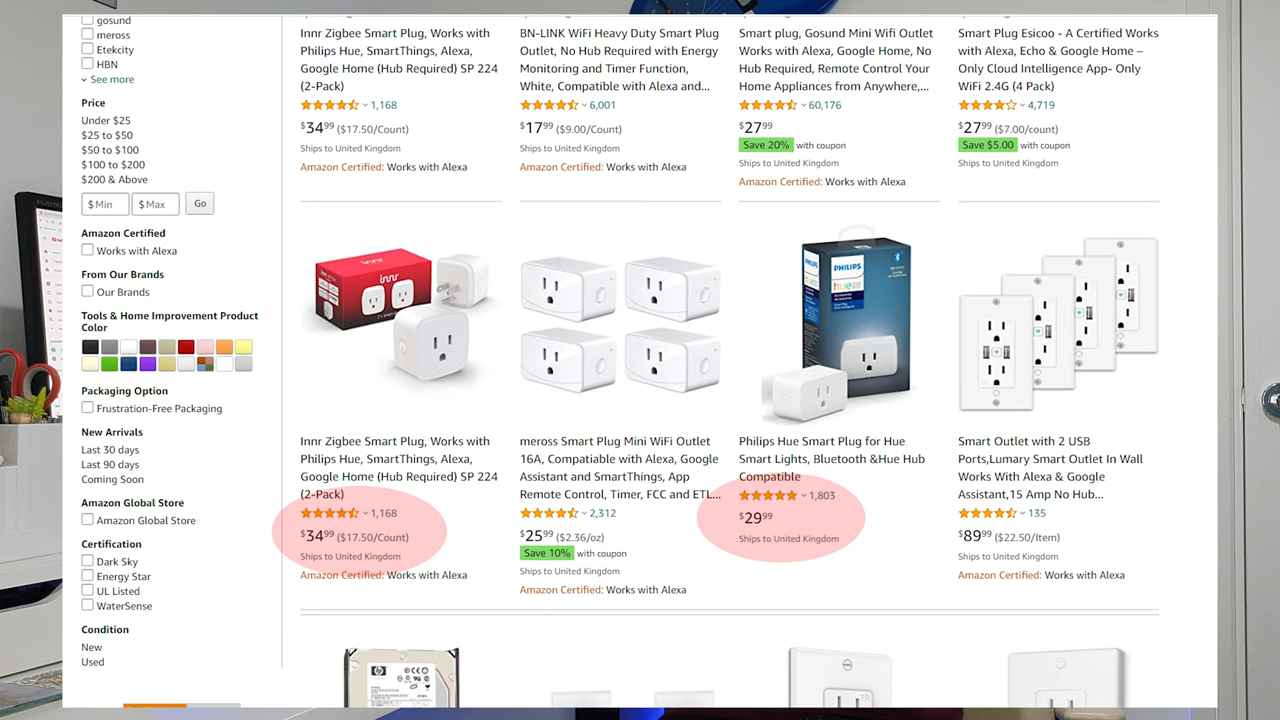 gosund
meross
Etekcity
HBN
See more
Price
Under $25
$25 to $50
$50 to $100
$100 to $200
$200 & Above
$ Min
$ Max
Go
Amazon Certified
Works with Alexa
From Our Brands
Our Brands
Tools & Home Improvement Product
Color
Packaging Option
Frustration-Free Packaging
New Arrivals
Last 30 days
Last 90 days
Coming Soon
Amazon Global Store
Amazon Global Store
Certification
Dark Sky
Energy Star
UL Listed
WaterSense
Condition
New
Used
Innr Zigbee Smart Plug, Works with
Philips Hue, SmartThings, Alexa,
Google Home (Hub Required) SP 224
(2-Pack)
1,168
$3499 ($17.50/Count)
Ships to United Kingdom
Amazon Certified: Works with Alexa
BN-LINK WiFi Heavy Duty Smart Plug
Outlet, No Hub Required with Energy
Monitoring and Timer Function,
White, Compatible with Alexa and...
6,001
$1799 ($9.00/Count)
Ships to United Kingdom
Amazon Certified: Works with Alexa
Smart plug, Gosund Mini Wifi Outlet
Works with Alexa, Google Home, No
Hub Required, Remote Control Your
Home Appliances from Anywhere,...
60,176
$2799
Save 20% with coupon
Ships to United Kingdom
Amazon Certified: Works with Alexa
Smart Plug Esicoo - A Certified Works
with Alexa, Echo & Google Home –
Only Cloud Intelligence App- Only
WiFi 2.4G (4 Pack)
4,719
$2799 ($7.00/count)
Save $5.00 with coupon
Ships to United Kingdom
innr
Innr Zigbee Smart Plug, Works with
Philips Hue, SmartThings, Alexa,
Google Home (Hub Required) SP 224
(2-Pack)
1,168
$3499 ($17.50/Count)
Ships to United Kingdom
Amazon Certified: Works with Alexa
meross Smart Plug Mini WiFi Outlet
16A, Compatiable with Alexa, Google
Assistant and SmartThings, App
Remote Control, Timer, FCC and ETL...
2,312
$2599 ($2.36/oz)
Save 10% with coupon
Ships to United Kingdom
Amazon Certified: Works with Alexa
PHILIPS
hue
Philips Hue Smart Plug for Hue
Smart Lights, Bluetooth &Hue Hub
Compatible
1,803
$2999
Ships to United Kingdom
Smart Outlet with 2 USB
Ports,Lumary Smart Outlet In Wall
Works With Alexa & Google
Assistant,15 Amp No Hub...
135
$8999 ($22.50/Item)
Ships to United Kingdom
Amazon Certified: Works with Alexa
hp